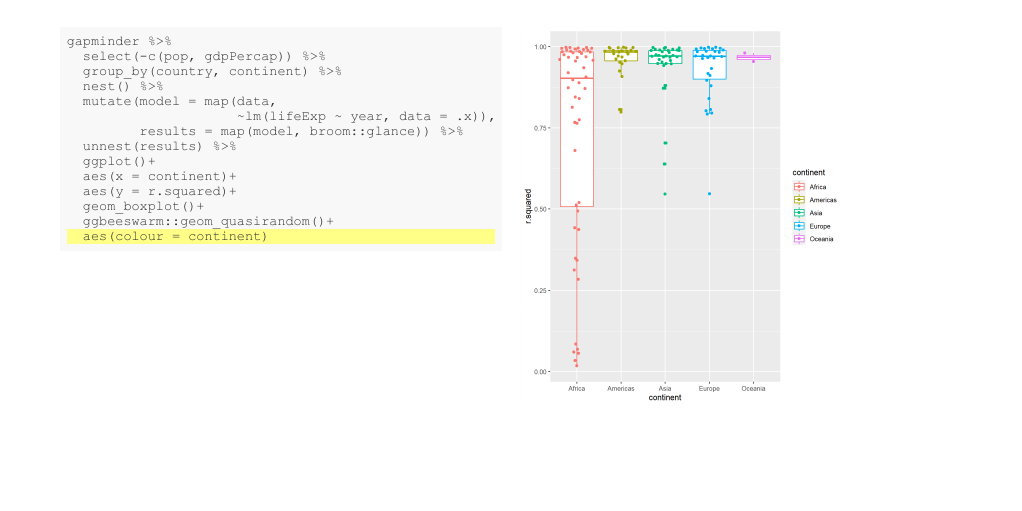 gapminder %>%
select(-c(pop, gdpPercap)) %>%
group_by(country, continent) %>%
nest() %>%
mutate(model = map(data,
~lm(lifeExp ~ year, data = .x)),
results = map(model, broom::glance)) %>%
unnest(results) %>%
ggplot()+
aes(x = continent)+
aes(y = r.squared)+
geom_boxplot()+
ggbeeswarm::geom_quasirandom()+
aes(colour = continent)
r.squared
1.00
0.75
0.50
0.25
0.00
Africa
Americas
Asia
Europe
Oceania
continent
continent
Africa
Americas
Asia
Europe
Oceania